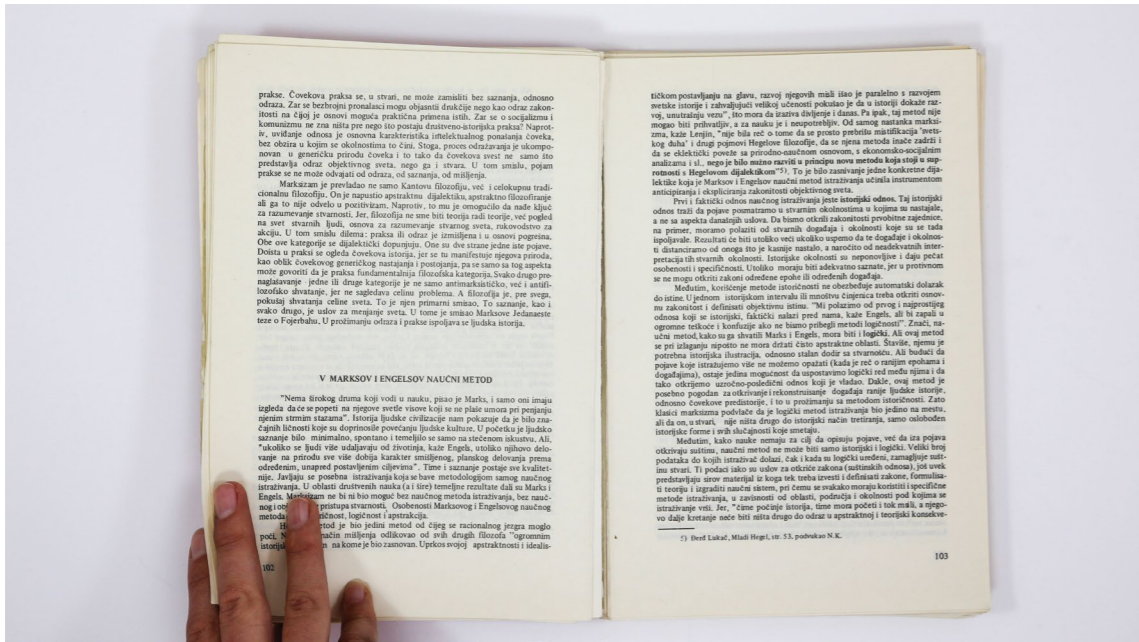 prakse. Čovekova praksa se, u stvari, ne može zamisliti bez saznanja, odnosno
odraza. Zar se bezbrojni pronalasci mogu objasniti drukčije nego kao odraz zakon-
itosti na čijoj je osnovi moguća praktična primena istih. Zar se o socijalizmu i
komunizmu ne zna ništa pre nego što postaju društveno-istorijska praksa? Naprot-
iv, uviđanje odnosa je osnovna karakteristika intelektualnog ponašanja čoveka,
bez obzira u kojim se okolnostima to čini. Stoga, proces odražavanja je ukompo-
novan u generičku prirodu čoveka i to tako da čovekova svest ne samo što
predstavlja odraz objektivnog sveta, nego ga i stvara. U tom smislu, pojam
prakse se ne može odvajati od odraza, od saznanja, od mišljenja.
Marksizam je prevladao ne samo Kantovu filozofiju, već i celokupnu tradi-
cionalnu filozofiju. On je napustio apstraktnu dijalektiku, apstraktno filozofiranje
ali ga to nije odvelo u pozitivizam. Naprotiv, to mu je omogućilo da nađe ključ
za razumevanje stvarnosti. Jer, filozofija ne sme biti teorija radi teorije, već pogled
na svet stvarnih ljudi, osnova za razumevanje stvarnog sveta, rukovodstvo za
akciju. U tom smislu dilema: praksa ili odraz je izmišljena i u osnovi pogrešna.
Obe ove kategorije se dijalektički dopunjuju. One su dve strane jedne iste pojave.
Doista u praksi se ogleda čovekova istorija, jer se tu manifestuje njegova priroda,
kao oblik čovekovog generičkog nastajanja i postojanja, pa se samo sa tog aspekta
može govoriti da je praksa fundamentalnija filozofska kategorija. Svako drugo pre-
naglašavanje jedne ili druge kategorije je ne samo antimarksističko, već i antifi-
lozofsko shvatanje, jer ne sagledava celinu problema. A filozofija je, pre svega,
pokušaj shvatanja celine sveta. To je njen primarni smisao. To saznanje, kao i
svako drugo, je uslov za menjanje sveta. U tome je smisao Marksove Jedanaeste
teze o Fojerbahu. U prožimanju odraza i prakse ispoljava se ljudska istorija.
V MARKSOV I ENGELSOV NAUČNI METOD
"Nema širokog druma koji vodi u nauku, pisao je Marks, i samo oni imaju
izgleda da će se popeti na njegove svetle visove koji se ne plaše umora pri penjanju
njenim strmim stazama". Istorija ljudske civilizacije nam pokazuje da je bilo zna-
čajnih ličnosti koje su doprinosile povećanju ljudske kulture. U početku je ljudsko
saznanje bilo minimalno, spontano i temeljilo se samo na stečenom iskustvu. Ali,
"ukoliko se ljudi više udaljavaju od životinja, kaže Engels, utoliko njihovo delo-
vanje na prirodu sve više dobija karakter smišljenog, planskog delovanja prema
određenim, unapred postavljenim ciljevima". Time i saznanje postaje sve kvalitet-
nije. Javljaju se posebna istraživanja koja se bave metodologijom samog naučnog
istraživanja. U oblasti društvenih nauka (a i šire) temeljne rezultate dali su Marks i
Engels. Marksizam ne bi ni bio moguć bez naučnog metoda istraživanja, bez nauč-
nog i pristupa stvarnosti. Osobenosti Marksovog i Engelsovog naučnog
metoda logičnost i apstrakcija.
metod je bio jedini metod od čijeg se racionalnog jezgra moglo
poći. način mišljenja odlikovao od svih drugih filozofa "ogromnim
na kome je bio zasnovan. Uprkos svojoj apstraktnosti i idealis-
102
tičkom postavljanju na glavu, razvoj njegovih misli išao je paralelno s razvojem
svetske istorije i zahvaljujući velikoj učenosti pokušao je da u istoriji dokaže raz-
voj, unutrašnju vezu", što mora da izaziva divljenje i danas. Pa ipak, taj metod nije
mogao biti prihvatljiv, a za nauku je i neupotrebljiv. Od samog nastanka marksi-
zma, kaže Lenjin, "nije bila reč o tome da se prosto prebrišu mistifikacija 'svets-
kog duha' i drugi pojmovi Hegelove filozofije, da se njena metoda inače zadrži i
da se eklektički poveže sa prirodno-naučnom osnovom, s ekonomsko-socijalnim
analizama i sl., nego je bilo nužno razviti u principu novu metodu koja stoji u sup-
rotnosti s Hegelovom dijalektikom"5). To je bilo zasnivanje jedne konkretne dija-
lektike koja je Marksov i Engelsov naučni metod istraživanja učinila instrumentom
anticipiranja i ekspliciranja zakonitosti objektivnog sveta.
Prvi i faktički odnos naučnog istraživanja jeste istorijski odnos. Taj istorijski
odnos traži da pojave posmatramo u stvarnim okolnostima u kojima su nastajale,
a ne sa aspekta današnjih uslova. Da bismo otkrili zakonitosti prvobitne zajednice,
na primer, moramo polaziti od stvarnih događaja i okolnosti koje su se tada
ispoljavale. Rezultati će biti utoliko veći ukoliko uspemo da te događaje i okolnos-
ti distanciramo od onoga što je kasnije nastalo, a naročito od neadekvatnih inter-
pretacija tih stvarnih okolnosti. Istorijske okolnosti su neponovljive i daju pečat
osobenosti i specifičnosti. Utoliko moraju biti adekvatno saznate, jer u protivnom
se ne mogu otkriti zakoni određene epohe ili određenih događaja.
Međutim, korišćenje metode istoričnosti ne obezbeđuje automatski dolazak
do istine. U jednom istorijskom intervalu ili mnoštvu činjenica treba otkriti osnov-
nu zakonitost i definisati objektivnu istinu. "Mi polazimo od prvog i najprostijeg
odnosa koji se istorijski, faktički nalazi pred nama, kaže Engels, ali bi zapali u
ogromne teškoće i konfuzije ako ne bismo pribegli metodi logičnosti". Znači, na-
učni metod, kako su ga shvatili Marks i Engels, mora biti i logički. Ali ovaj metod
se pri izlaganju nipošto ne mora držati čisto apstraktne oblasti. Štaviše, njemu je
potrebna istorijska ilustracija, odnosno stalan dodir sa stvarnošću. Ali budući da
pojave koje istražujemo više ne možemo opažati (kada je reč o ranijim epohama i
događajima), ostaje jedina mogućnost da uspostavimo logički red među njima i da
tako otkrijemo uzročno-posledični odnos koji je vladao. Dakle, ovaj metod je
posebno pogodan za otkrivanje i rekonstruisanje događaja ranije ljudske istorije,
odnosno čovekove predistorije, i to u prožimanju sa metodom istoričnosti. Zato
klasici marksizma podvlače da je logički metod istraživanja bio jedino na mestu,
ali da on, u stvari, nije ništa drugo do istorijski način tretiranja, samo oslobođen
istorijske forme i svih slučajnosti koje smetaju.
Međutim, kako nauke nemaju za cilj da opisuju pojave, već da iza pojava
otkrivaju suštinu, naučni metod ne može biti samo istorijski i logički. Veliki broj
podataka do kojih istraživač dolazi, čak i kada su logički uređeni, zamagljuje sušt-
inu stvari. Ti podaci iako su uslov za otkriće zakona (suštinskih odnosa), još uvek
predstavljaju sirov materijal iz koga tek treba izvesti i definisati zakone, formulisa-
ti teoriju i izgraditi naučni sistem, pri čemu se svakako moraju koristiti i specifične
metode istraživanja, u zavisnosti od oblasti, područja i okolnosti pod kojima se
istraživanje vrši. Jer, "čime počinje istorija, time mora početi i tok misli, a njego-
vo dalje kretanje neće biti ništa drugo do odraz u apstraktnoj i teorijski konsekve-
5) Đerđ Lukač, Mladi Hegel, str. 53, podvukao N.K.
103